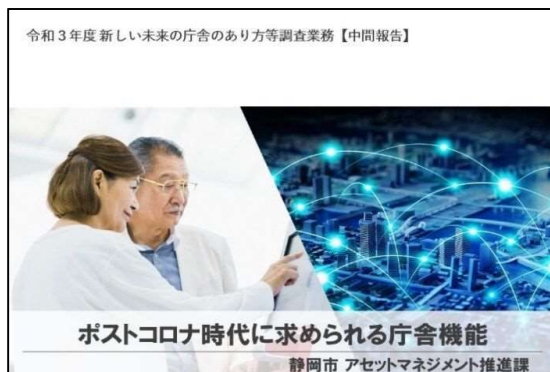 令和３年度 新しい未来の庁舎のあり方等調査業務【中間報告】
ポストコロナ時代に求められる庁舎機能
静岡市 アセットマネジメント推進課